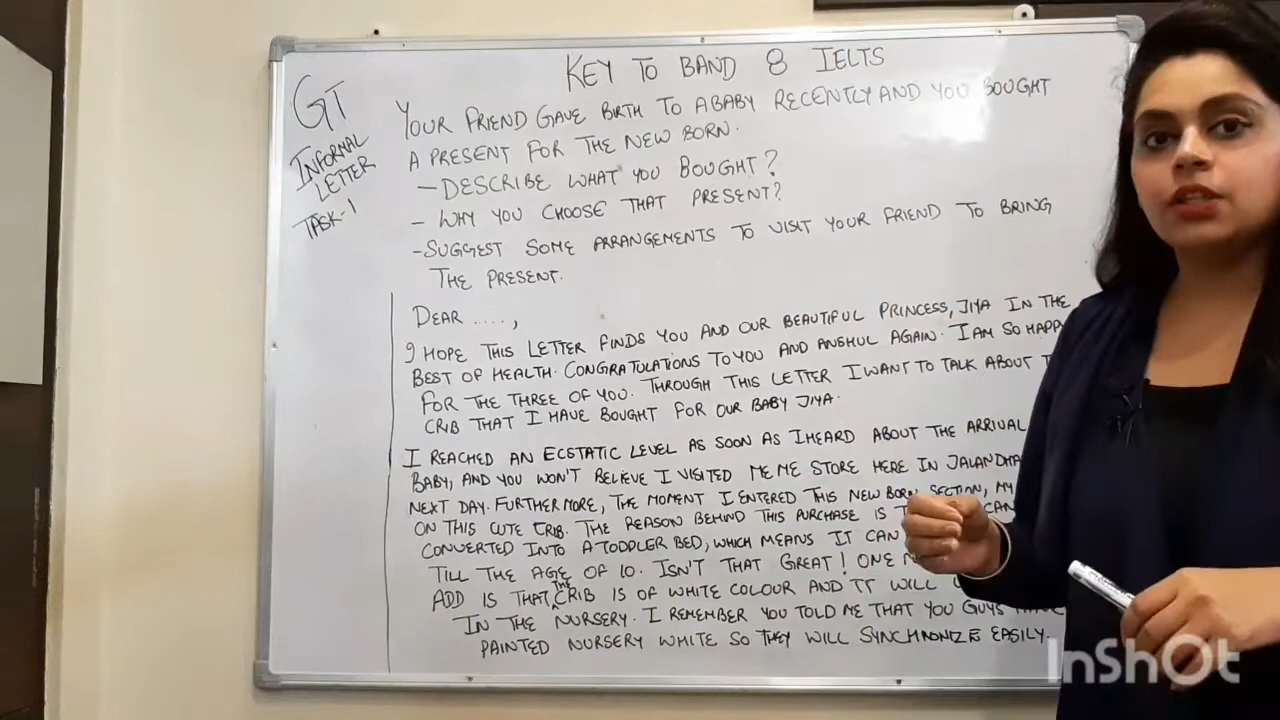 KEY TO BAND 8 IELTS
GT
INFORMAL
LETTER
TASK-1
YOUR FRIEND GAVE BIRTH TO A BABY RECENTLY AND YOU BOUGHT
A PRESENT FOR THE NEW BORN.
- DESCRIBE WHAT YOU BOUGHT?
- WHY YOU CHOOSE THAT PRESENT?
- SUGGEST SOME ARRANGEMENTS TO VISIT YOUR FRIEND TO BRING
THE PRESENT.
DEAR .....,
I HOPE THIS LETTER FINDS YOU AND OUR BEAUTIFUL PRINCESS, JIYA IN THE
BEST OF HEALTH. CONGRATULATIONS TO YOU AND ANSHUL AGAIN. I AM SO HAPPY
FOR THE THREE OF YOU. THROUGH THIS LETTER I WANT TO TALK ABOUT
CRIB THAT I HAVE BOUGHT FOR OUR BABY JIYA.
I REACHED AN ECSTATIC LEVEL AS SOON AS I HEARD ABOUT THE ARRIVAL
BABY, AND YOU WON'T BELIEVE I VISITED ME ME STORE HERE IN
NEXT DAY. FURTHERMORE, THE MOMENT I ENTERED THIS NEW BORN SECTION, MY
ON THIS CUTE CRIB. THE REASON BEHIND THIS PURCHASE IS
CONVERTED INTO A TODDLER BED, WHICH MEANS IT CAN
TILL THE AGE OF 10. ISN'T THAT GREAT! ONE
ADD IS THAT THE CRIB IS OF WHITE COLOUR AND IT WILL
IN THE NURSERY. I REMEMBER YOU TOLD ME THAT YOU GUYS HAVE
PAINTED NURSERY WHITE SO THEY WILL SYNCHRONIZE EASILY.
InShOt